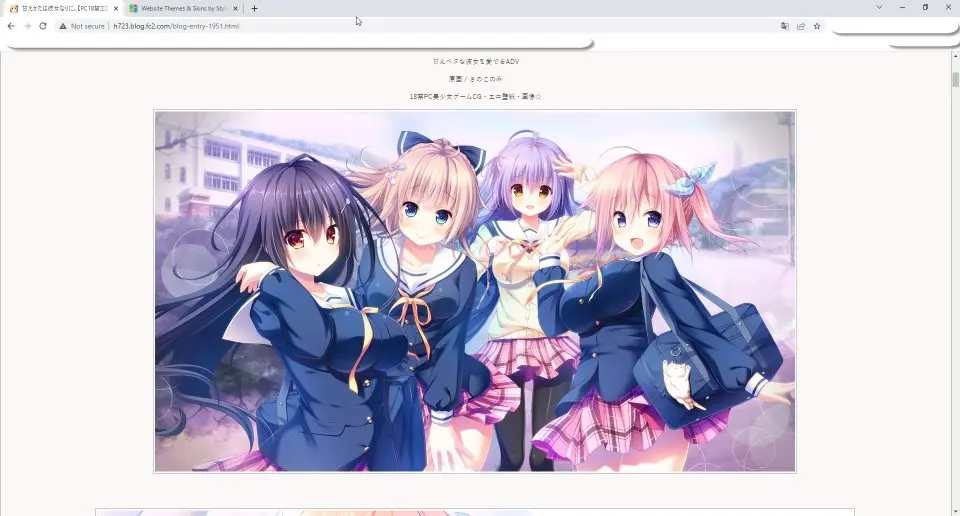 甘えかたは彼女なりに。【PC18禁エロ
Website Themes & Skins by Styli
Not secure | h723.blog.fc2.com/blog-entry-1951.html
甘えベタな彼女を愛でるADV
原画 / きのこのみ
18禁PC美少女ゲームCG・エロ壁紙・画像☆